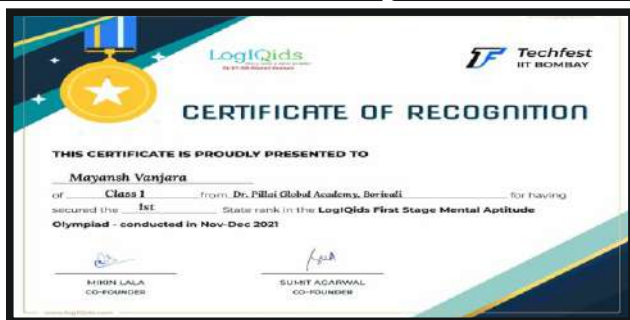 LogIQids
Techfest
IIT BOMBAY
CERTIFICATE OF RECOGNITION
THIS CERTIFICATE IS PROUDLY PRESENTED TO
Mayansh Vanjara
of Class 1 from Dr. Pillai Global Academy, Borivali for having
secured the 1st State rank in the LogIQids First Stage Mental Aptitude
Olympiad - conducted in Nov-Dec 2021
MIKIN LALA
CO-FOUNDER
SUMIT AGARWAL
CO-FOUNDER